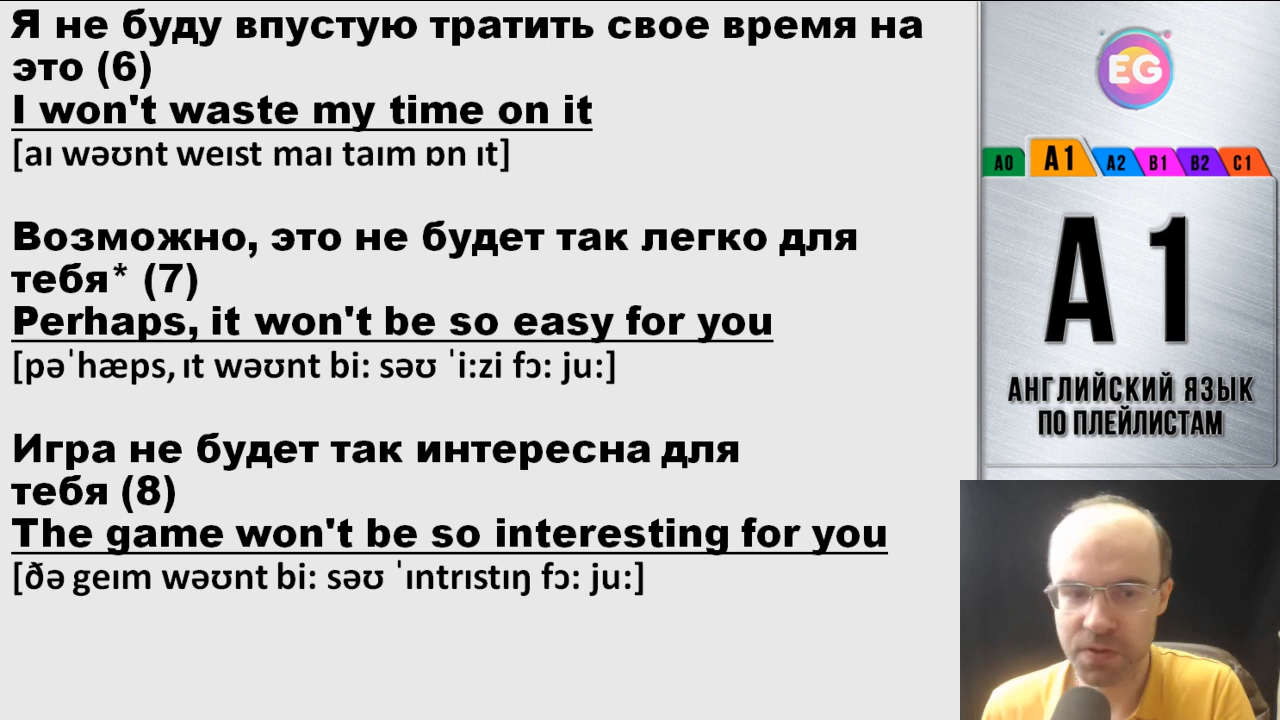 Я не буду впустую тратить свое время на
это (6)
I won't waste my time on it
[aɪ wəʊnt weɪst maɪ taɪm ɒn ɪt]
Возможно, это не будет так легко для
тебя* (7)
Perhaps, it won't be so easy for you
[pəˈhæps, ɪt wəʊnt bi: səʊ ˈi:zi fɔ: ju:]
Игра не будет так интересна для
тебя (8)
The game won't be so interesting for you
[ðə geɪm wəʊnt bi: səʊ ˈɪntrɪstɪŋ fɔ: ju:]
EG
A0 A1 A2 B1 B2 C1
A1
АНГЛИЙСКИЙ ЯЗЫК
ПО ПЛЕЙЛИСТАМ